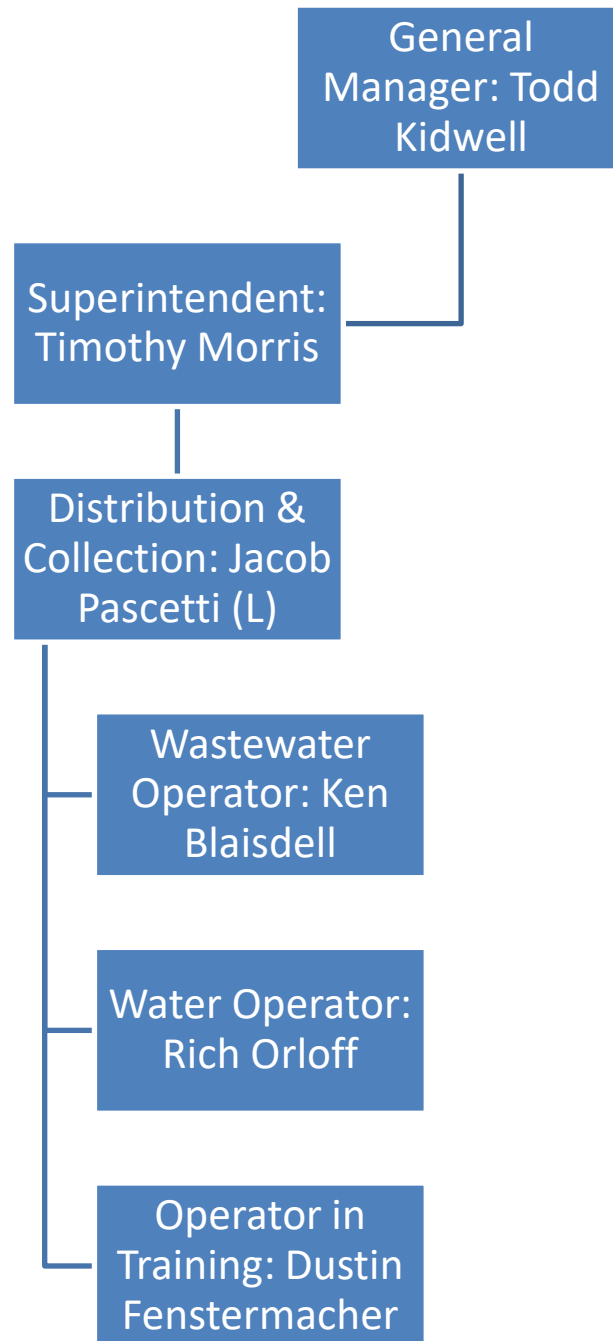 General
Manager: Todd
Kidwell
Superintendent:
Timothy Morris
Distribution &
Collection: Jacob
Pascetti (L)
Wastewater
Operator: Ken
Blaisdell
Water Operator:
Rich Orloff
Operator in
Training: Dustin
Fenstermacher